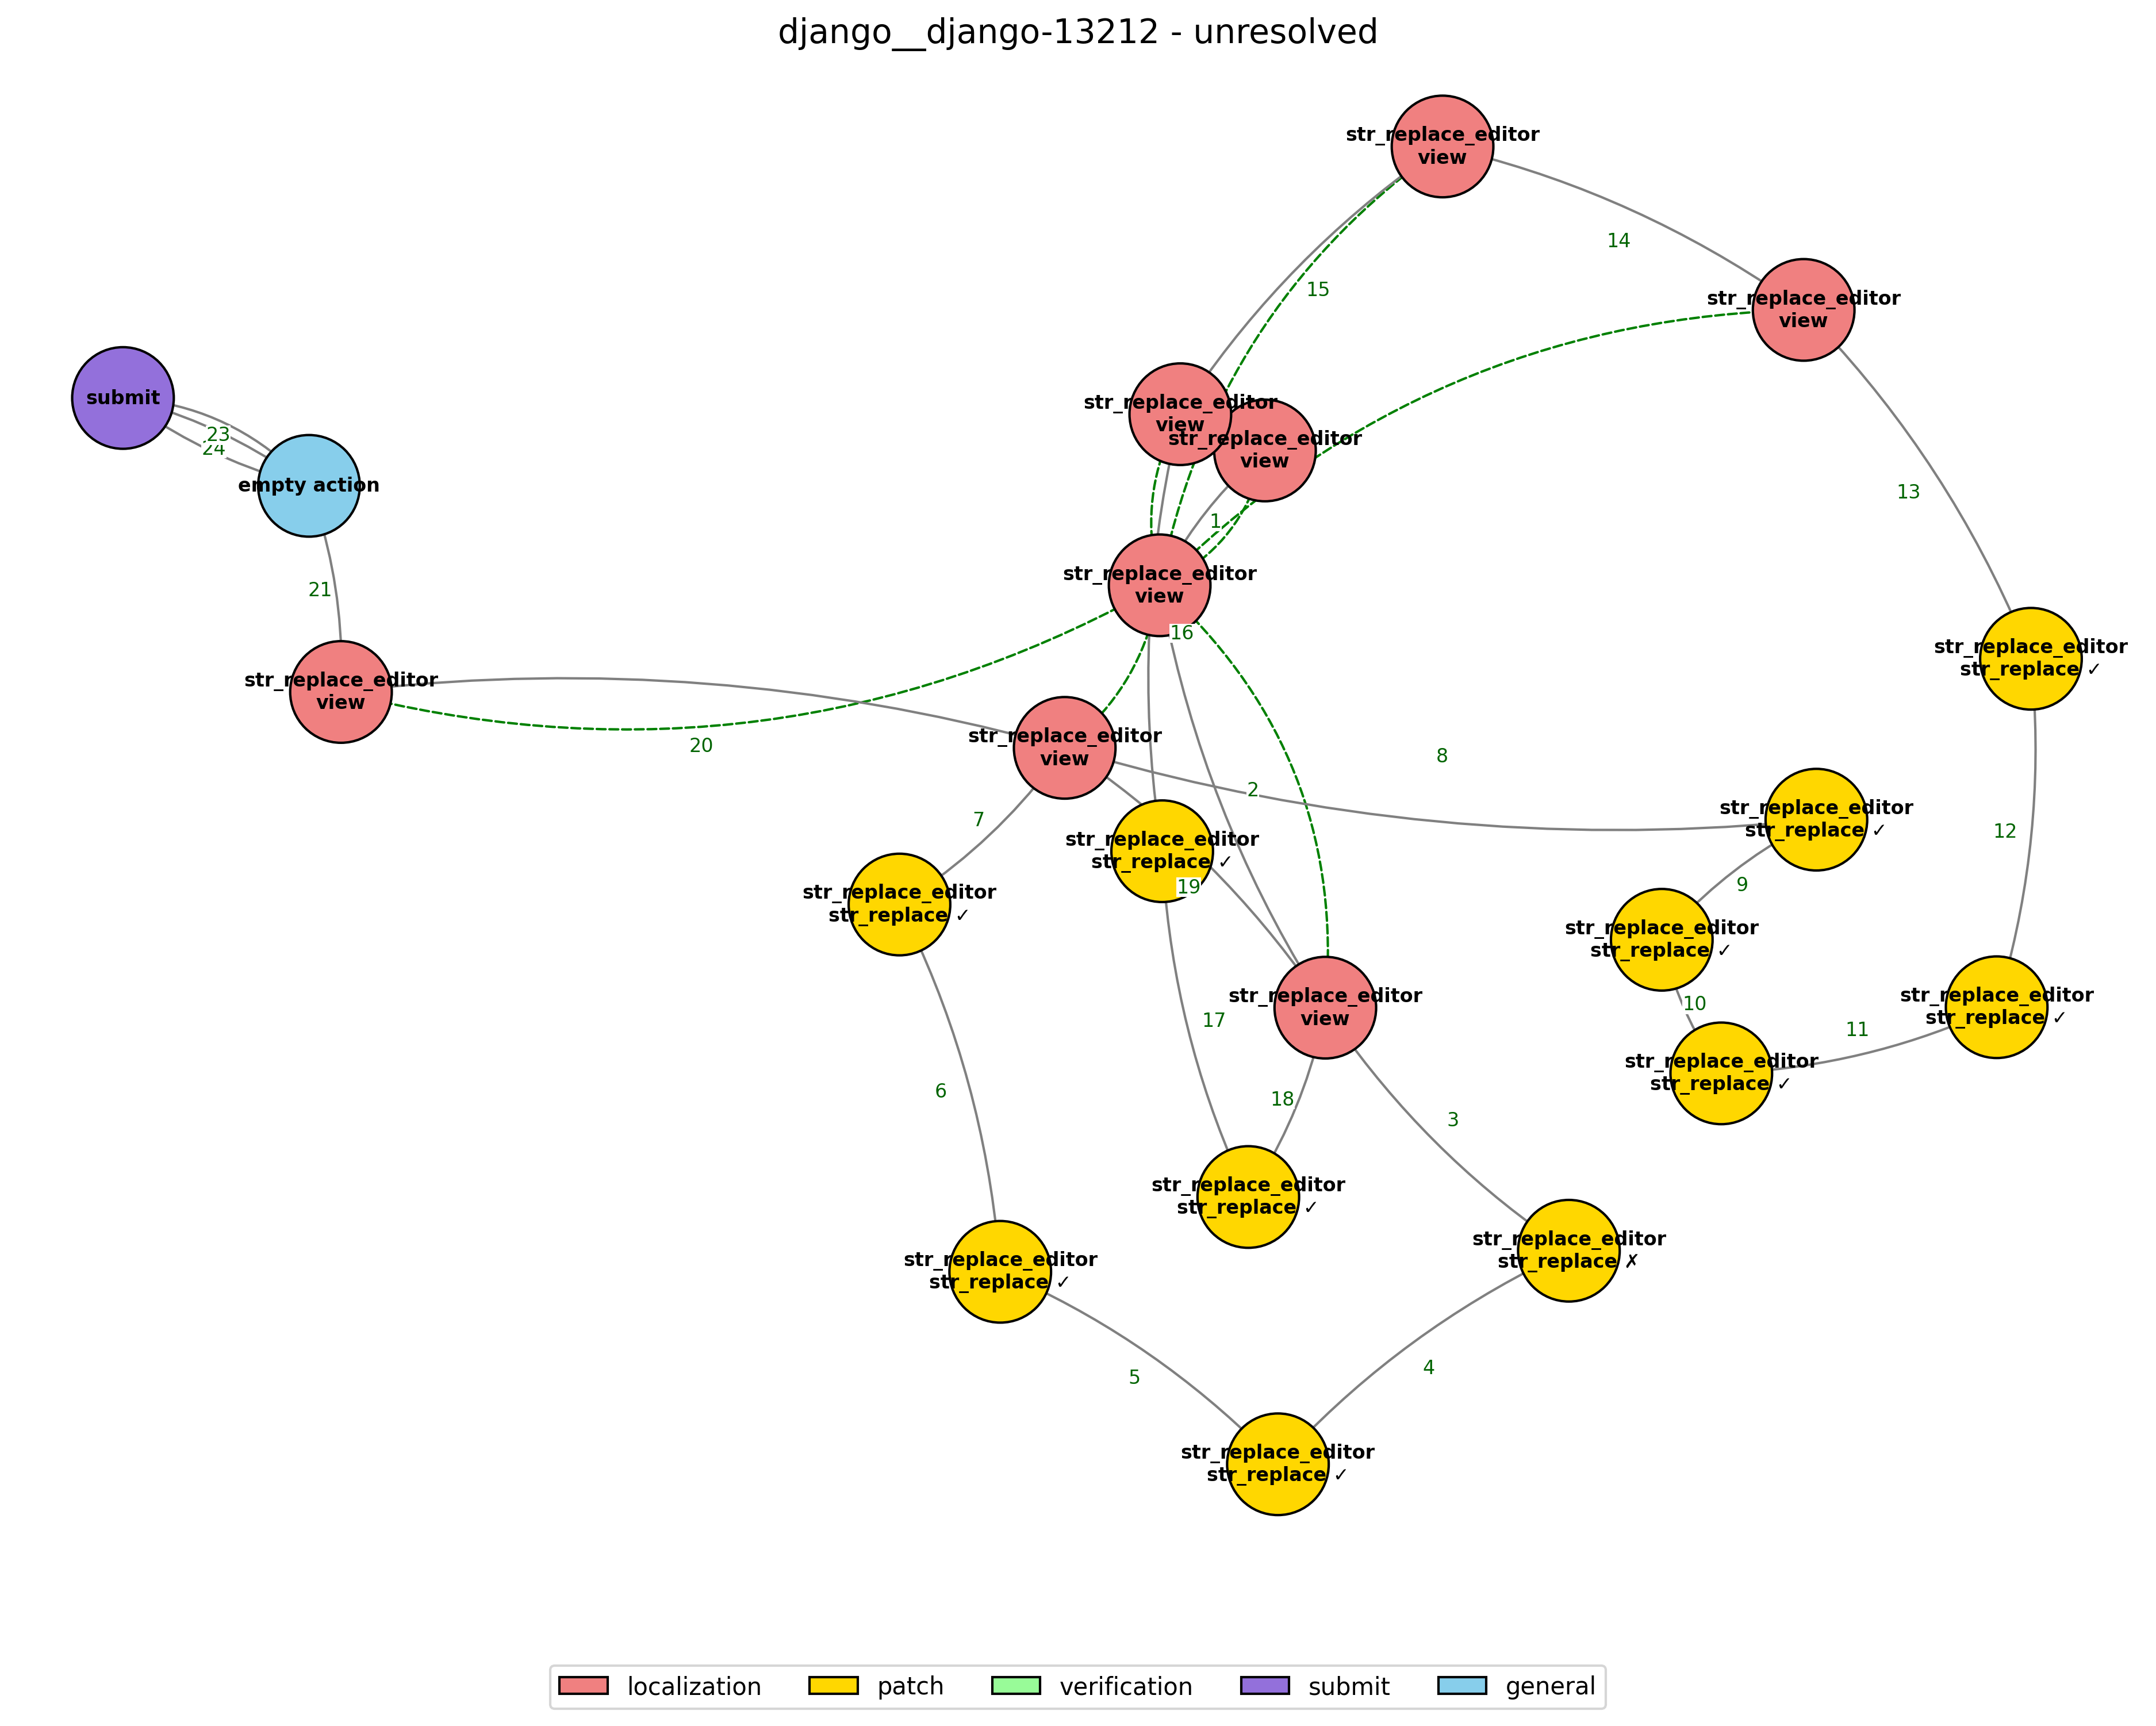 django__django-13212 - unresolved
str_replace_editor
view
14
15
str_replace_editor
view
submit
23
24
str_replace_editor
view
str_replace_editor
view
empty action
13
1
21
str_replace_editor
view
16
str_replace_editor
str_replace ✓
str_replace_editor
view
20
str_replace_editor
view
8
2
7
str_replace_editor
str_replace ✓
12
str_replace_editor
str_replace ✓
19
9
str_replace_editor
str_replace ✓
str_replace_editor
str_replace ✓
10
str_replace_editor
view
17
str_replace_editor
str_replace ✓
11
str_replace_editor
str_replace ✓
6
18
3
str_replace_editor
str_replace ✓
str_replace_editor
str_replace ✗
str_replace_editor
str_replace ✓
5
4
str_replace_editor
str_replace ✓
localization
patch
verification
submit
general